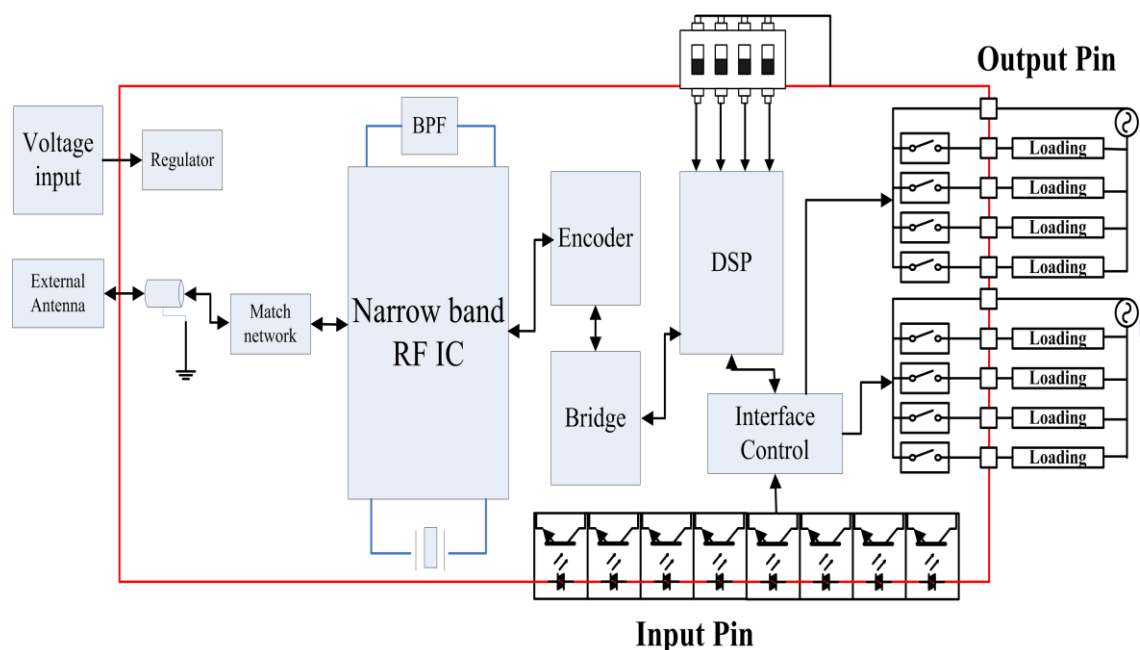 Output Pin
Voltage
input
Regulator
BPF
External
Antenna
Match
network
Narrow band
RF IC
Encoder
Bridge
DSP
Interface
Control
Loading
Loading
Loading
Loading
Loading
Loading
Loading
Loading
Input Pin